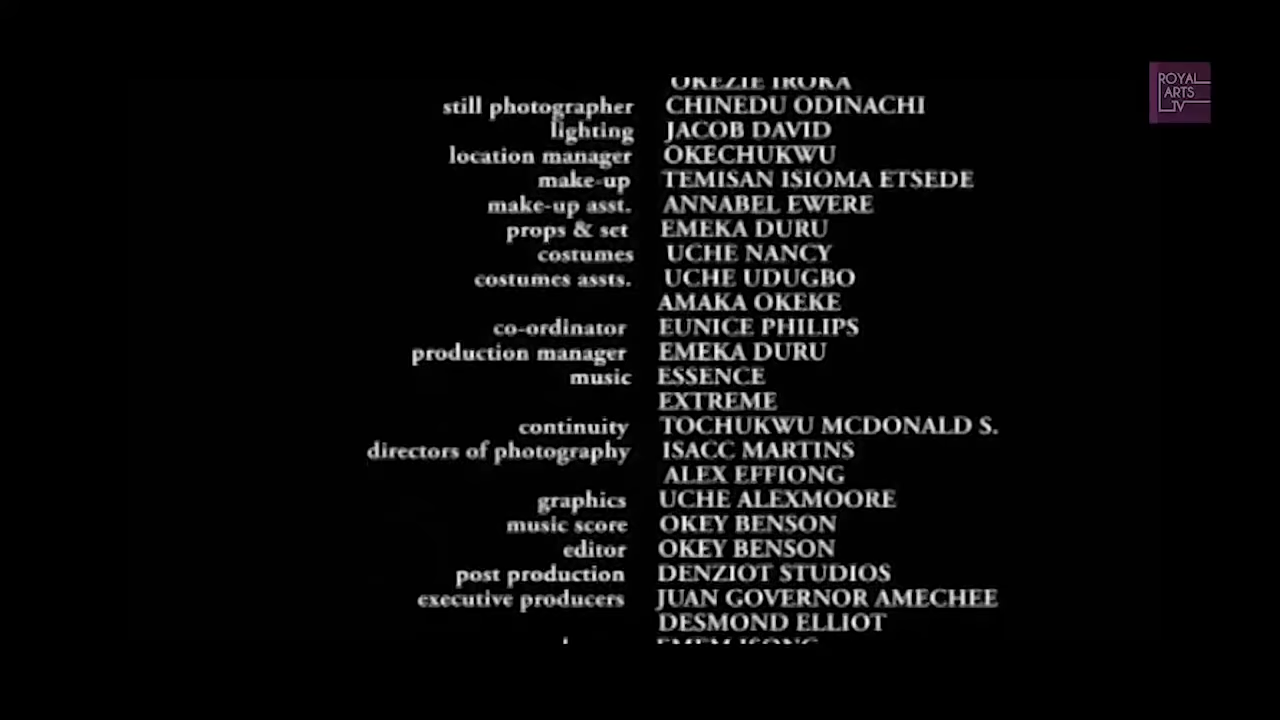 OKEZIE IROKA
still photographer CHINEDU ODINACHI
lighting JACOB DAVID
location manager OKECHUKWU
make-up TEMISAN ISIOMA ETSEDE
make-up asst. ANNABEL EWERE
props & set EMEKA DURU
costumes UCHE NANCY
costumes assts. UCHE UDUGBO
AMAKA OKEKE
co-ordinator EUNICE PHILIPS
production manager EMEKA DURU
music ESSENCE
EXTREME
continuity TOCHUKWU MCDONALD S.
directors of photography ISACC MARTINS
ALEX EFFIONG
graphics UCHE ALEXMOORE
music score OKEY BENSON
editor OKEY BENSON
post production DENZIOT STUDIOS
executive producers JUAN GOVERNOR AMECHEE
DESMOND ELLIOT
EMEM ISONG
ROYAL
ARTS
TV